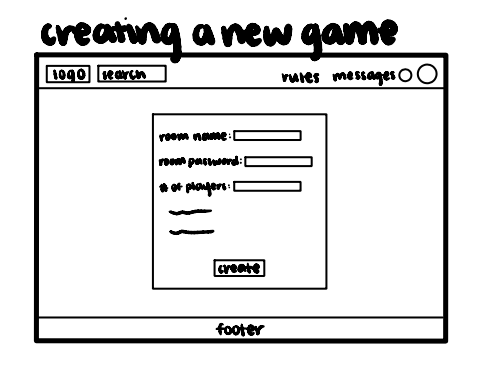 creating a new game
logo search rules messages
room name:
room password:
# of players:
create
footer